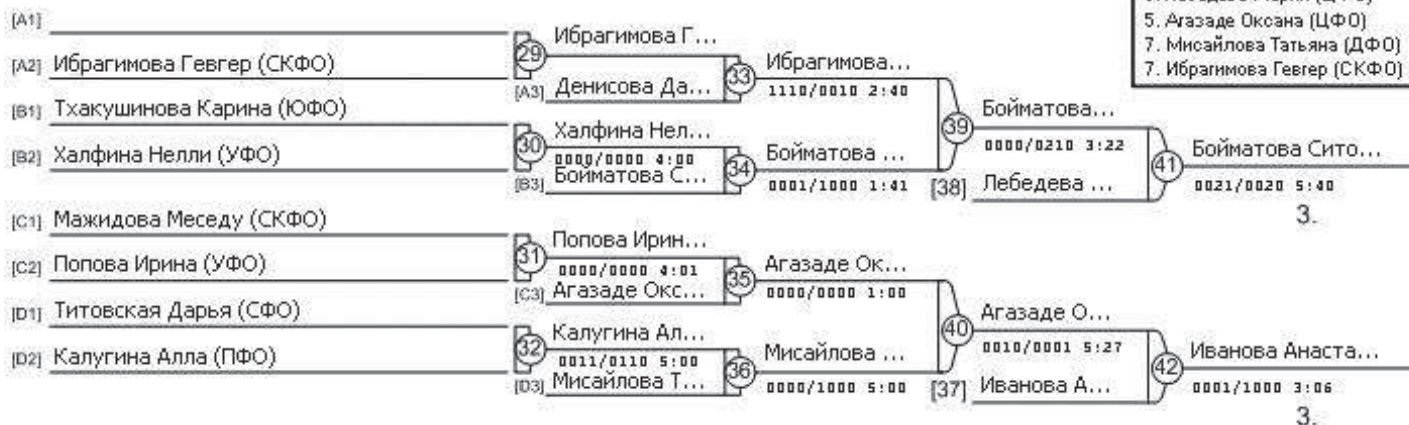 5. Агазаде Оксана (ЦФО)
7. Мисайлова Татьяна (ДФО)
7. Ибрагимова Гевгер (СКФО)
[A1]
[A2] Ибрагимова Гевгер (СКФО)
[B1] Тхакушинова Карина (ЮФО)
[B2] Халфина Нелли (УФО)
[C1] Мажидова Меседу (СКФО)
[C2] Попова Ирина (УФО)
[D1] Титовская Дарья (СФО)
[D2] Калугина Алла (ПФО)
29
Ибрагимова Г...
[A3] Денисова Да...
30
Халфина Нел...
0000/0000 4:00
[B3] Бойматова С...
31
Попова Ирин...
0000/0000 4:01
[C3] Агазаде Окс...
32
Калугина Ал...
0011/0110 5:00
[D3] Мисайлова Т...
33
Ибрагимова...
1110/0010 2:40
34
Бойматова ...
0001/1000 1:41
35
Агазаде Ок...
0000/0000 1:00
36
Мисайлова ...
0000/1000 5:00
39
Бойматова...
0000/0210 3:22
[38] Лебедева ...
40
Агазаде О...
0010/0001 5:27
[37] Иванова А...
41
Бойматова Сито...
0021/0020 5:40
3.
42
Иванова Анаста...
0001/1000 3:06
3.